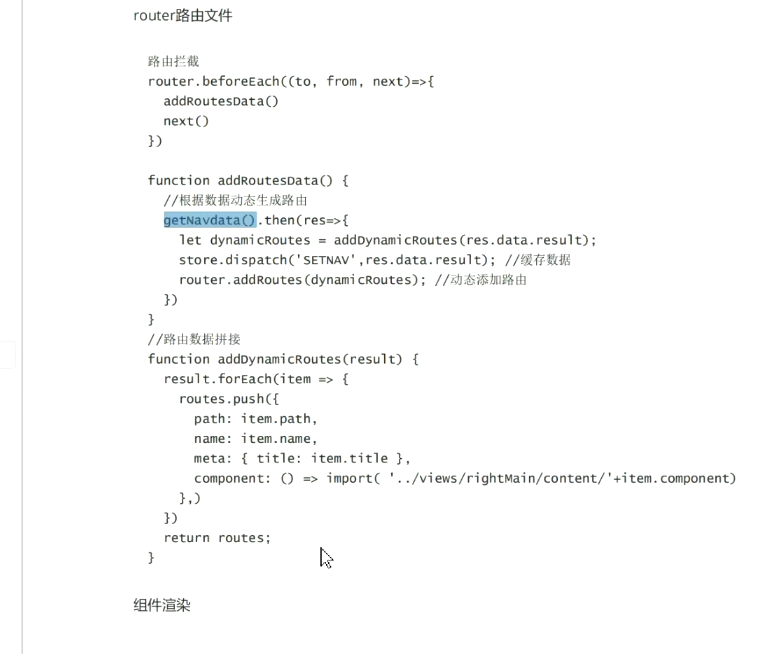 router路由文件
路由拦截
router.beforeEach((to, from, next)=>{
addRoutesData()
next()
})
function addRoutesData() {
//根据数据动态生成路由
getNavdata().then(res=>{
let dynamicRoutes = addDynamicRoutes(res.data.result);
store.dispatch('SETNAV',res.data.result); //缓存数据
router.addRoutes(dynamicRoutes); //动态添加路由
})
}
//路由数据拼接
function addDynamicRoutes(result) {
result.forEach(item => {
routes.push({
path: item.path,
name: item.name,
meta: { title: item.title },
component: () => import( '../views/rightMain/content/'+item.component)
},)
})
return routes;
}
组件渲染